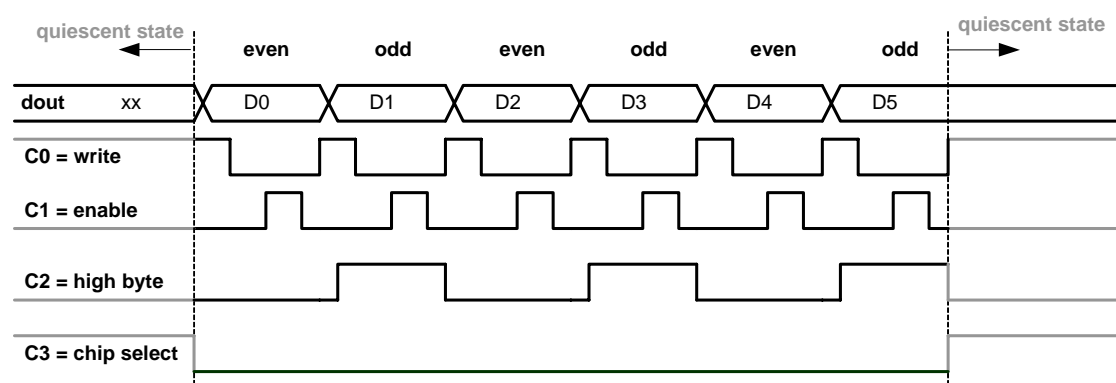 quiescent state
quiescent state
even odd even odd even odd
dout xx D0 D1 D2 D3 D4 D5
C0 = write
C1 = enable
C2 = high byte
C3 = chip select